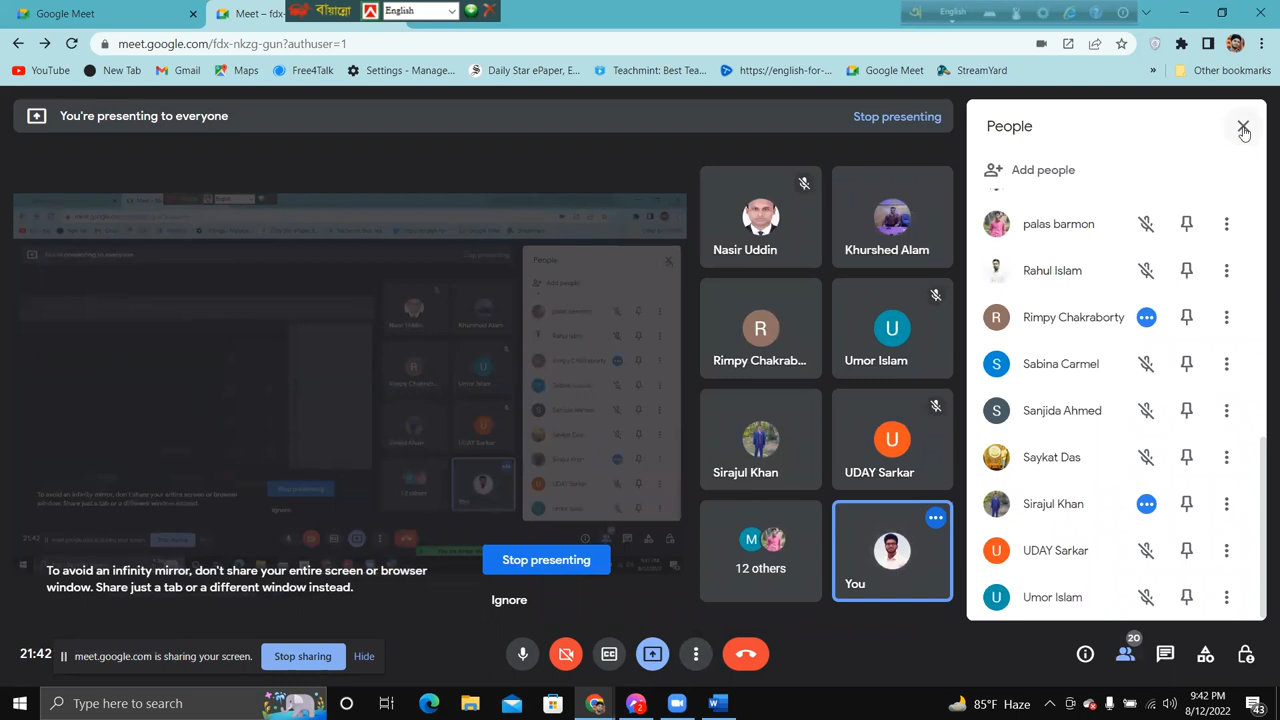 Google Meet
Meet – fdx-
বায়ান্নো
English
English
meet.google.com/fdx-nkzg-gun?authuser=1
YouTube
New Tab
Gmail
Maps
Free4Talk
Settings - Manage...
Daily Star ePaper, E...
Teachmint: Best Tea...
https://english-for-...
Google Meet
StreamYard
»
Other bookmarks
You're presenting to everyone
Stop presenting
People
Add people
palas barmon
Rahul Islam
R Rimpy Chakraborty
S Sabina Carmel
S Sanjida Ahmed
Saykat Das
Sirajul Khan
U UDAY Sarkar
U Umor Islam
Nasir Uddin
Khurshed Alam
R
Rimpy Chakrab...
U
Umor Islam
Sirajul Khan
U
UDAY Sarkar
M
12 others
You
To avoid an infinity mirror, don't share your entire screen or browser
window. Share just a tab or a different window instead.
Stop presenting
Ignore
21:42
meet.google.com is sharing your screen.
Stop sharing
Hide
20
Type here to search
2
85°F Haze
9:42 PM
8/12/2022
43